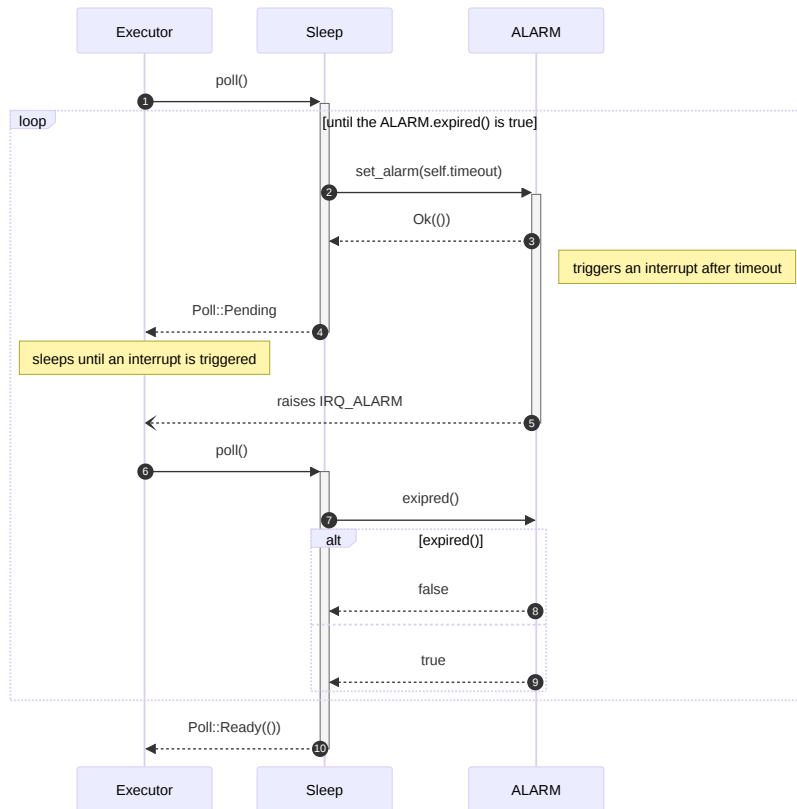 Executor Sleep ALARM
poll()
1
loop [until the ALARM.expired() is true]
set_alarm(self.timeout)
2
Ok(())
3
triggers an interrupt after timeout
Poll::Pending
4
sleeps until an interrupt is triggered
raises IRQ_ALARM
5
poll()
6
exipred()
7
alt [expired()]
false
8
true
9
Poll::Ready(())
10
Executor Sleep ALARM